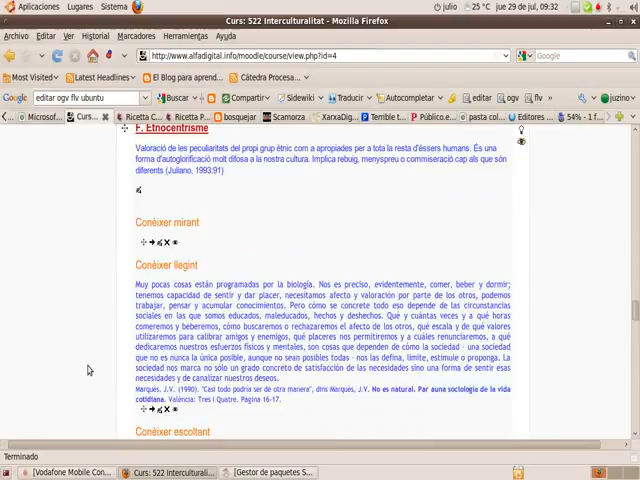 Aplicaciones Lugares Sistema julio 25 °C jue 29 de jul, 09:32
Curs: 522 Interculturalitat - Mozilla Firefox
Archivo Editar Ver Historial Marcadores Herramientas Ayuda
http://www.alfadigital.info/moodle/course/view.php?id=4 Google
Most Visited Latest Headlines El Blog para aprend... Cátedra Procesa...
Google editar ogv flv ubuntu Buscar Compartir Sidewiki Traducir Autocompletar editar ogv flv juzino
Microsof... Curs... Ricette C... Ricetta P... bosquejar Scamorza XarxaDig... Terrible t... Péssers... pasta col... Editores ... 54% - 1 f...
F. Etnocentrisme
Valoració de les peculiaritats del propi grup ètnic com a apropiades per a tota la resta d'éssers humans. És una
forma d'autoglorificació molt difosa a la nostra cultura. Implica rebuig, menyspreu o commiseració cap als que són
diferents (Juliano, 1993;91)
Conèixer mirant
Conèixer llegint
Muy pocas cosas están programadas por la biología. Nos es preciso, evidentemente, comer, beber y dormir;
tenemos capacidad de sentir y dar placer, necesitamos afecto y valoración por parte de los otros, podemos
trabajar, pensar y acumular conocimientos. Pero cómo se concrete todo eso depende de las circunstancias
sociales en las que somos educados, maleducados, hechos y deshechos. Qué y cuántas veces y a qué horas
comeremos y beberemos, cómo buscaremos o rechazaremos el afecto de los otros, qué escala y de qué valores
utilizaremos para calibrar amigos y enemigos, qué placeres nos permitiremos y a cuáles renunciaremos, a qué
dedicaremos nuestros esfuerzos físicos y mentales, son cosas que dependen de cómo la sociedad - una sociedad
que no es nunca la única posible, aunque no sean posibles todas - nos las defina, limite, estimule o proponga. La
sociedad nos marca no sólo un grado concreto de satisfacción de las necesidades sino una forma de sentir esas
necesidades y de canalizar nuestros deseos.
Marqués, J.V. (1990). "Casi todo podría ser de otra manera", dins Marqués, J.V. No es natural. Par auna sociología de la vida
cotidiana. València: Tres i Quatre. Pàgina 16-17.
Conèixer escoltant
Terminado
[Vodafone Mobile Con... Curs: 522 Interculturali... [Gestor de paquetes S...